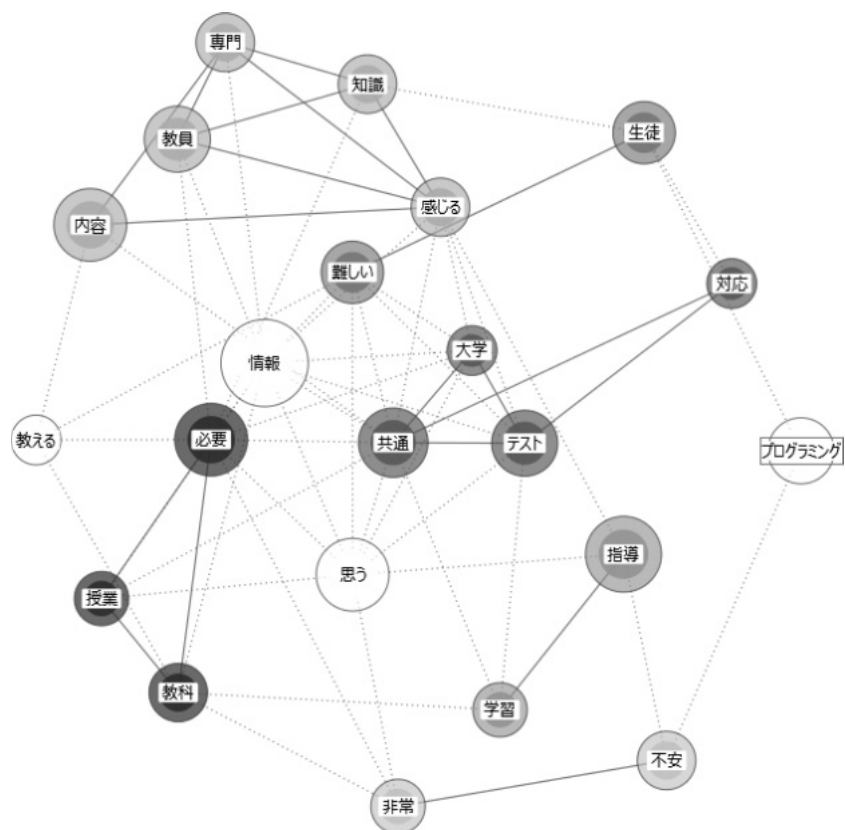 専門
知識
生徒
教員
感じる
内容
難しい
対応
大学
情報
教える
必要
共通
テスト
プログラミング
指導
思う
授業
教科
学習
不安
非常